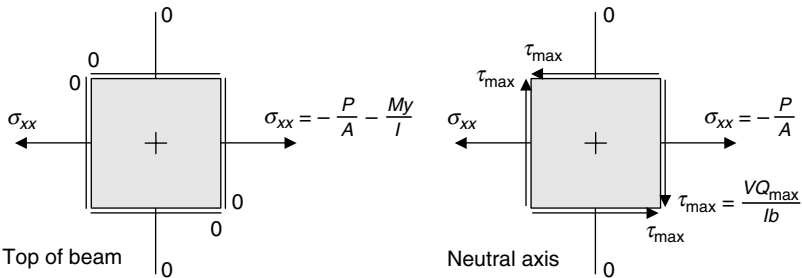 0
0
0
σxx
σxx = − P/A − My/I
0
0
Top of beam
0
0
τmax
τmax
σxx
σxx = − P/A
τmax = VQmax/Ib
τmax
Neutral axis
0